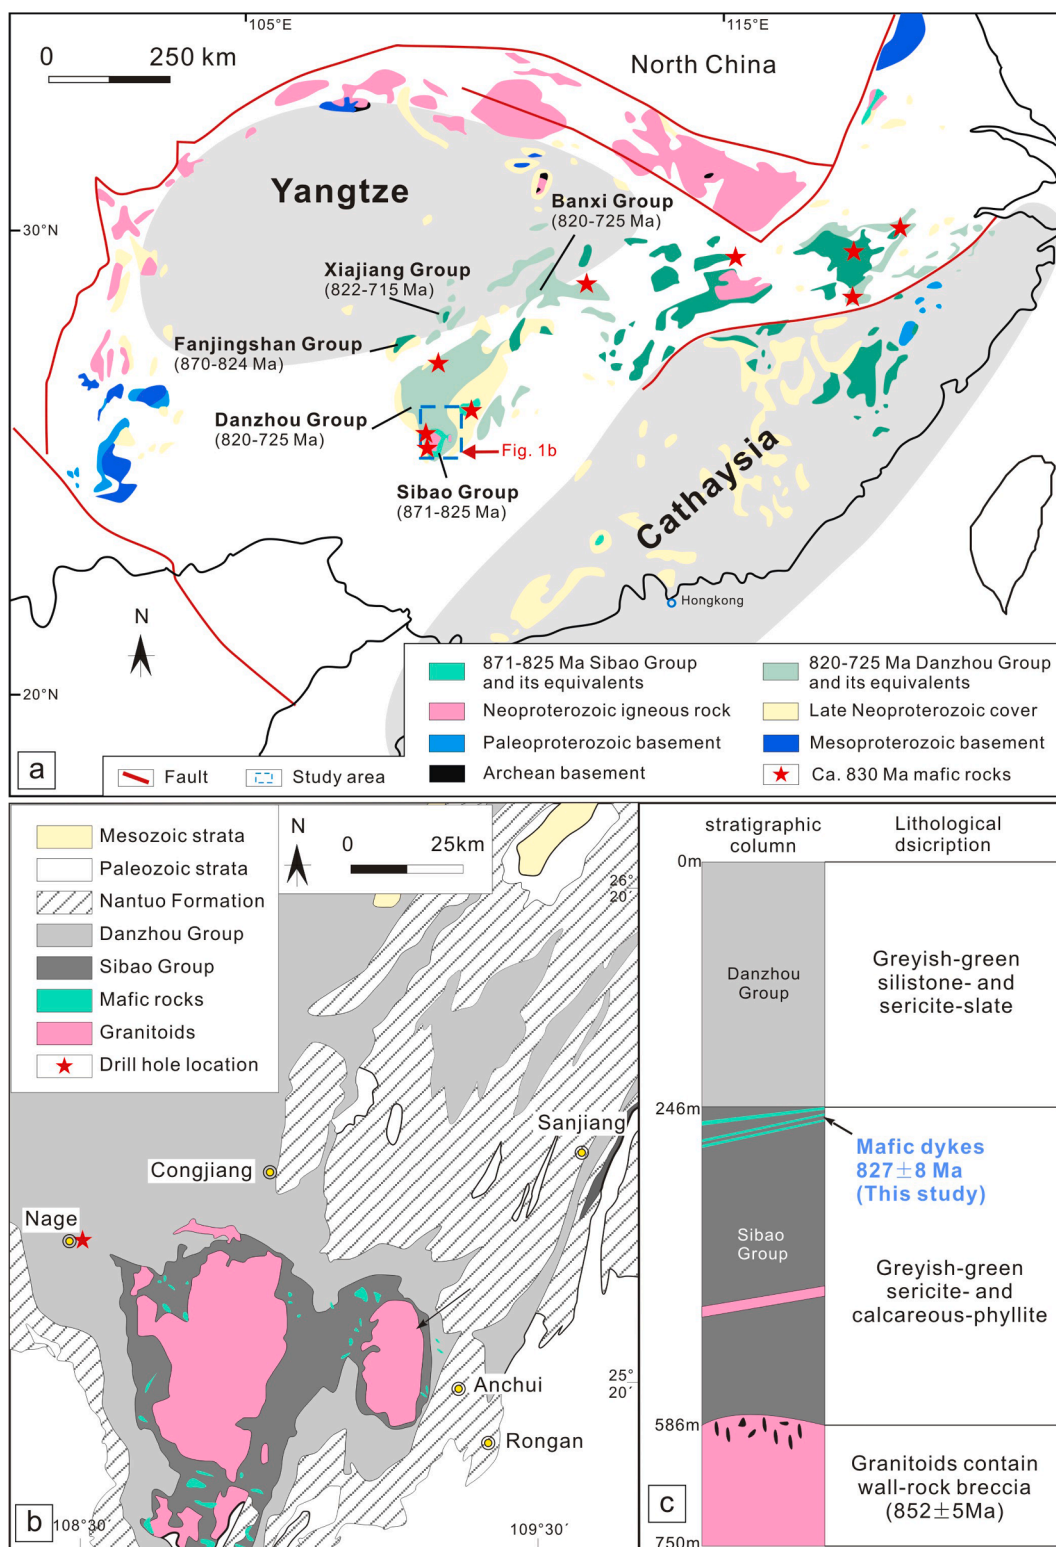 105°E
115°E
0 250 km
North China
Yangtze
30°N
Banxi Group
(820-725 Ma)
Xiajiang Group
(822-715 Ma)
Fanjingshan Group
(870-824 Ma)
Danzhou Group
(820-725 Ma)
Fig. 1b
Sibao Group
(871-825 Ma)
Cathaysia
Hongkong
N
20°N
871-825 Ma Sibao Group
and its equivalents
820-725 Ma Danzhou Group
and its equivalents
Neoproterozoic igneous rock
Late Neoproterozoic cover
Paleoproterozoic basement
Mesoproterozoic basement
Archean basement
Ca. 830 Ma mafic rocks
a
Fault
Study area
Mesozoic strata
Paleozoic strata
Nantuo Formation
Danzhou Group
Sibao Group
Mafic rocks
Granitoids
Drill hole location
N
0 25km
26°
20´
Sanjiang
Congjiang
Nage
25°
20´
Anchui
Rongan
b
108°30´
109°30´
stratigraphic
column
Lithological
dsicription
0m
Danzhou
Group
Greyish-green
silistone- and
sericite-slate
246m
Mafic dykes
827±8 Ma
(This study)
Sibao
Group
Greyish-green
sericite- and
calcareous-phyllite
586m
Granitoids contain
wall-rock breccia
(852±5Ma)
c
750m